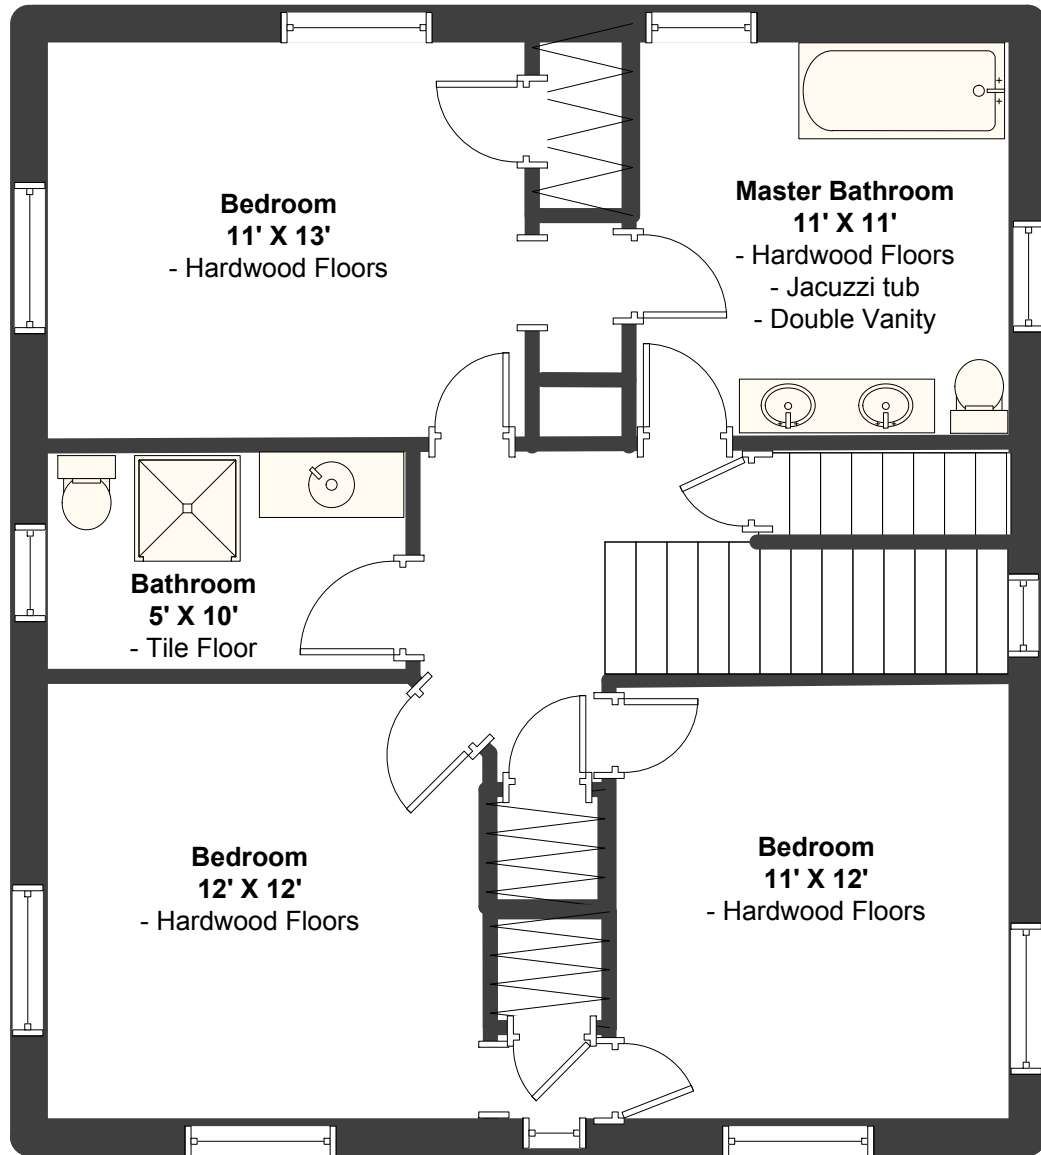 Bedroom
11' X 13'
- Hardwood Floors
Master Bathroom
11' X 11'
- Hardwood Floors
- Jacuzzi tub
- Double Vanity
Bathroom
5' X 10'
- Tile Floor
Bedroom
12' X 12'
- Hardwood Floors
Bedroom
11' X 12'
- Hardwood Floors